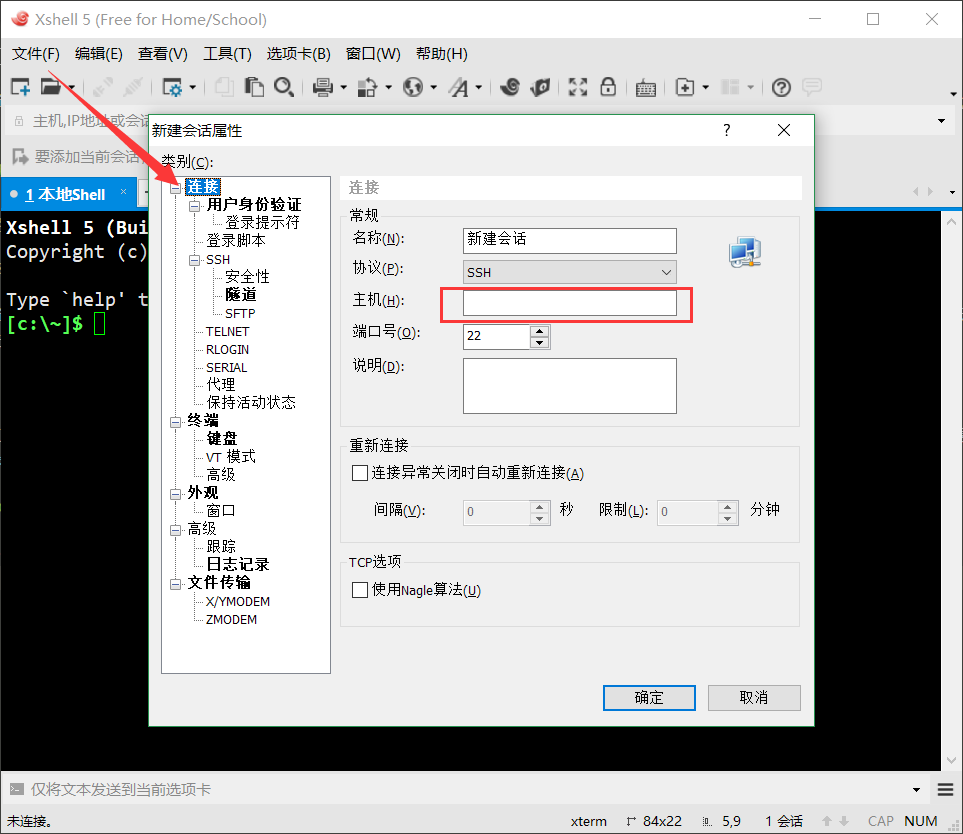 Xshell 5 (Free for Home/School)
文件(F) 编辑(E) 查看(V) 工具(T) 选项卡(B) 窗口(W) 帮助(H)
主机,IP地址或会话
要添加当前会话
1 本地Shell ×
Xshell 5 (Bui
Copyright (c)
Type `help' t
[c:\~]$
新建会话属性 ?
类别(C):
连接
用户身份验证
登录提示符
登录脚本
SSH
安全性
隧道
SFTP
TELNET
RLOGIN
SERIAL
代理
保持活动状态
终端
键盘
VT 模式
高级
外观
窗口
高级
跟踪
日志记录
文件传输
X/YMODEM
ZMODEM
连接
常规
名称(N): 新建会话
协议(P): SSH
主机(H):
端口号(O): 22
说明(D):
重新连接
连接异常关闭时自动重新连接(A)
间隔(V): 0 秒 限制(L): 0 分钟
TCP选项
使用Nagle算法(U)
确定 取消
仅将文本发送到当前选项卡
未连接。 xterm 84x22 5,9 1 会话 CAP NUM